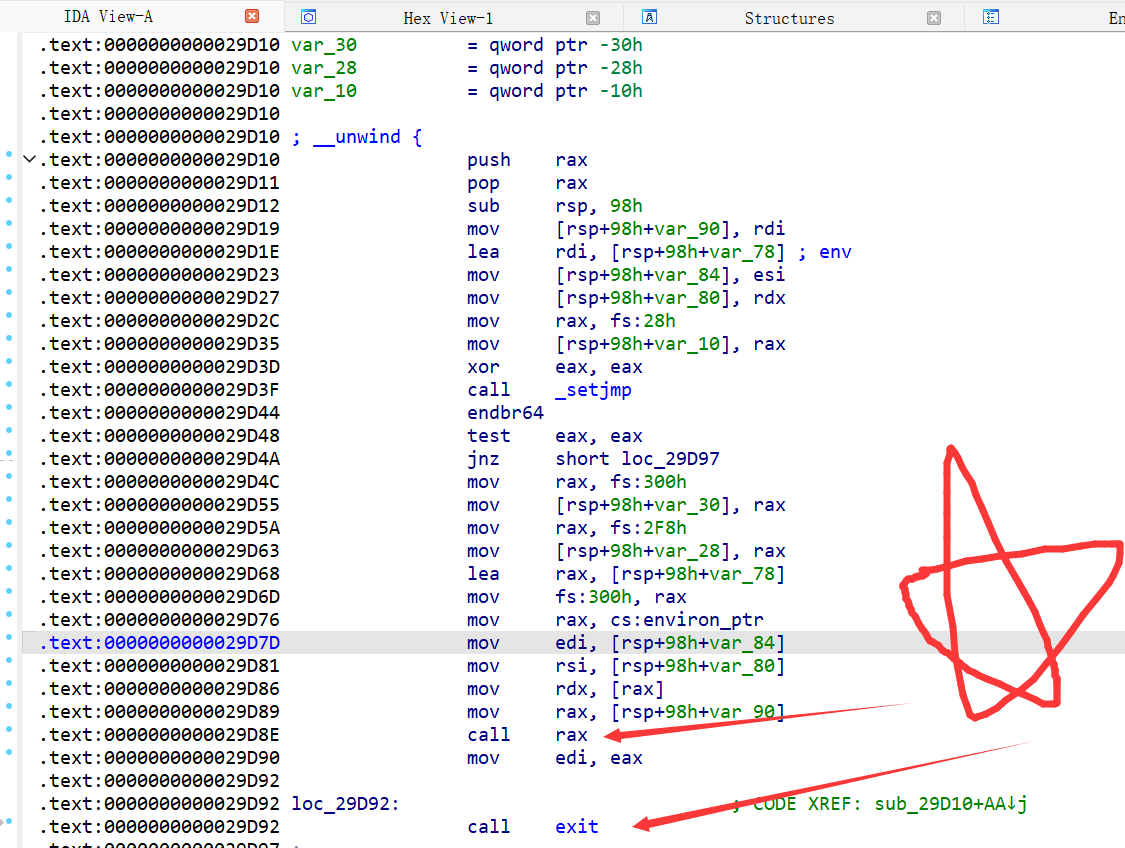 IDA View-A Hex View-1 Structures En
.text:0000000000029D10 var_30 = qword ptr -30h
.text:0000000000029D10 var_28 = qword ptr -28h
.text:0000000000029D10 var_10 = qword ptr -10h
.text:0000000000029D10
.text:0000000000029D10 ; __unwind {
.text:0000000000029D10 push rax
.text:0000000000029D11 pop rax
.text:0000000000029D12 sub rsp, 98h
.text:0000000000029D19 mov [rsp+98h+var_90], rdi
.text:0000000000029D1E lea rdi, [rsp+98h+var_78] ; env
.text:0000000000029D23 mov [rsp+98h+var_84], esi
.text:0000000000029D27 mov [rsp+98h+var_80], rdx
.text:0000000000029D2C mov rax, fs:28h
.text:0000000000029D35 mov [rsp+98h+var_10], rax
.text:0000000000029D3D xor eax, eax
.text:0000000000029D3F call _setjmp
.text:0000000000029D44 endbr64
.text:0000000000029D48 test eax, eax
.text:0000000000029D4A jnz short loc_29D97
.text:0000000000029D4C mov rax, fs:300h
.text:0000000000029D55 mov [rsp+98h+var_30], rax
.text:0000000000029D5A mov rax, fs:2F8h
.text:0000000000029D63 mov [rsp+98h+var_28], rax
.text:0000000000029D68 lea rax, [rsp+98h+var_78]
.text:0000000000029D6D mov fs:300h, rax
.text:0000000000029D76 mov rax, cs:environ_ptr
.text:0000000000029D7D mov edi, [rsp+98h+var_84]
.text:0000000000029D81 mov rsi, [rsp+98h+var_80]
.text:0000000000029D86 mov rdx, [rax]
.text:0000000000029D89 mov rax, [rsp+98h+var_90]
.text:0000000000029D8E call rax
.text:0000000000029D90 mov edi, eax
.text:0000000000029D92
.text:0000000000029D92 loc_29D92: ; CODE XREF: sub_29D10+AA↓j
.text:0000000000029D92 call exit